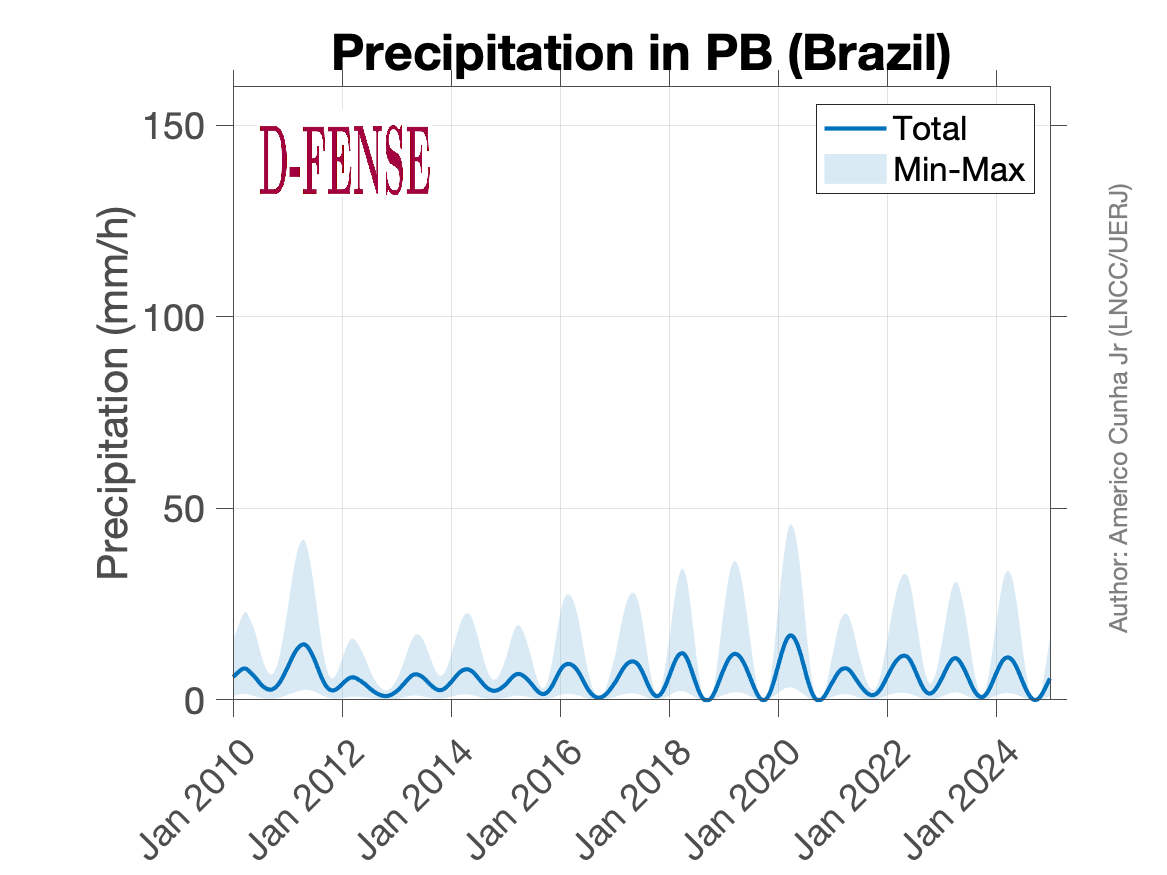 Precipitation in PB (Brazil)
D-FENSE
Total
Min-Max
Precipitation (mm/h)
150
100
50
0
Jan 2010
Jan 2012
Jan 2014
Jan 2016
Jan 2018
Jan 2020
Jan 2022
Jan 2024
Author: Americo Cunha Jr (LNCC/UERJ)